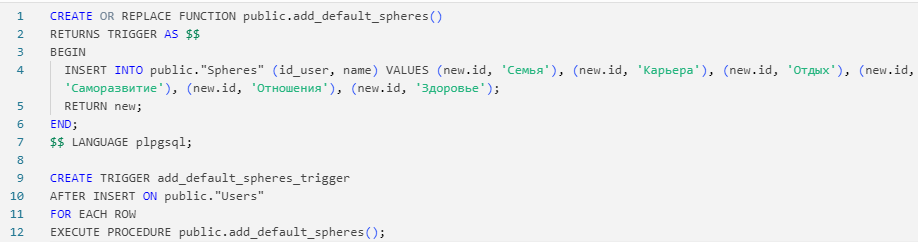 1 CREATE OR REPLACE FUNCTION public.add_default_spheres()
2 RETURNS TRIGGER AS $$
3 BEGIN
4 INSERT INTO public."Spheres" (id_user, name) VALUES (new.id, 'Семья'), (new.id, 'Карьера'), (new.id, 'Отдых'), (new.id,
'Саморазвитие'), (new.id, 'Отношения'), (new.id, 'Здоровье');
5 RETURN new;
6 END;
7 $$ LANGUAGE plpgsql;
8
9 CREATE TRIGGER add_default_spheres_trigger
10 AFTER INSERT ON public."Users"
11 FOR EACH ROW
12 EXECUTE PROCEDURE public.add_default_spheres();